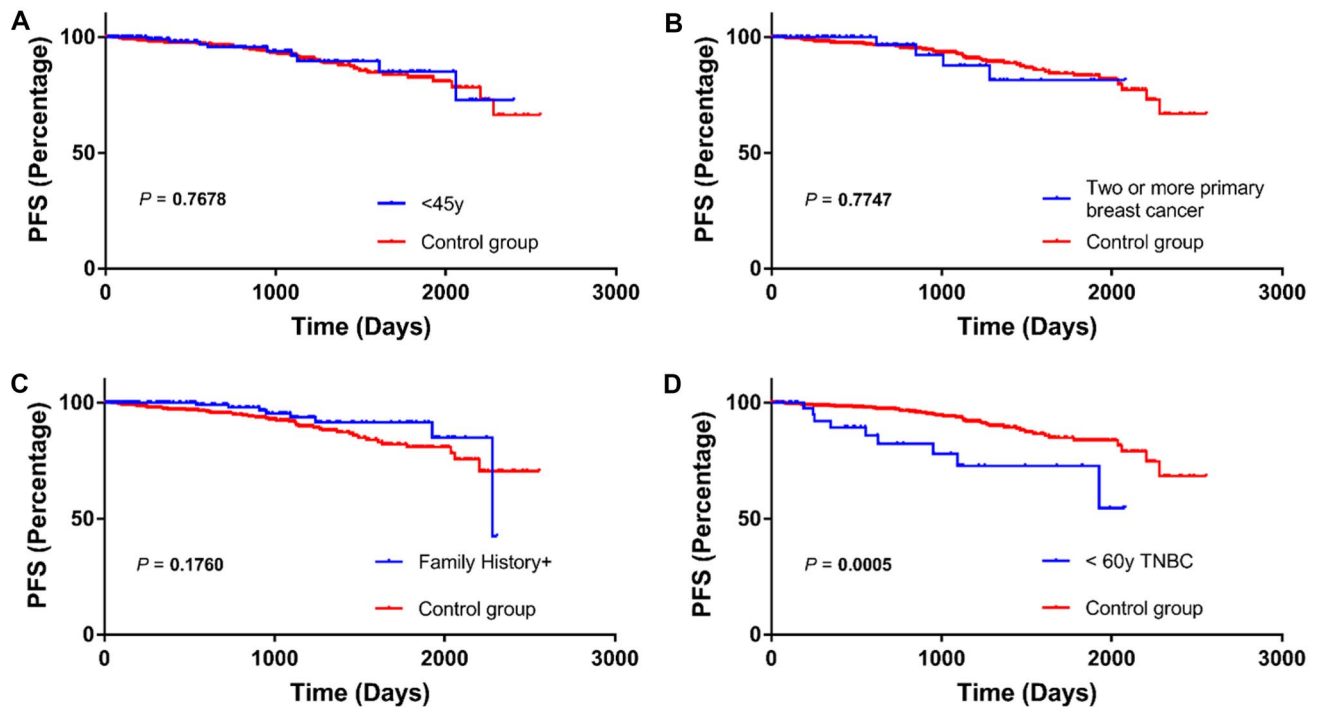 A
PFS (Percentage)
100
50
0
P = 0.7678
<45y
Control group
0
1000
2000
3000
Time (Days)
B
PFS (Percentage)
100
50
0
P = 0.7747
Two or more primary
breast cancer
Control group
0
1000
2000
3000
Time (Days)
C
PFS (Percentage)
100
50
0
P = 0.1760
Family History+
Control group
0
1000
2000
3000
Time (Days)
D
PFS (Percentage)
100
50
0
P = 0.0005
< 60y TNBC
Control group
0
1000
2000
3000
Time (Days)